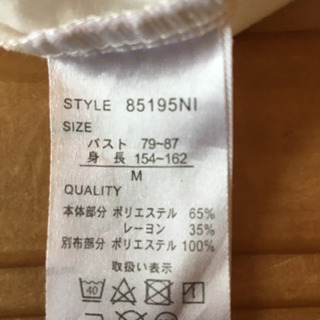 STYLE 85195NI
SIZE
バスト 79~87
身長 154~162
M
QUALITY
本体部分 ポリエステル 65%
レーヨン 35%
別布部分 ポリエステル 100%
取扱い表示
40